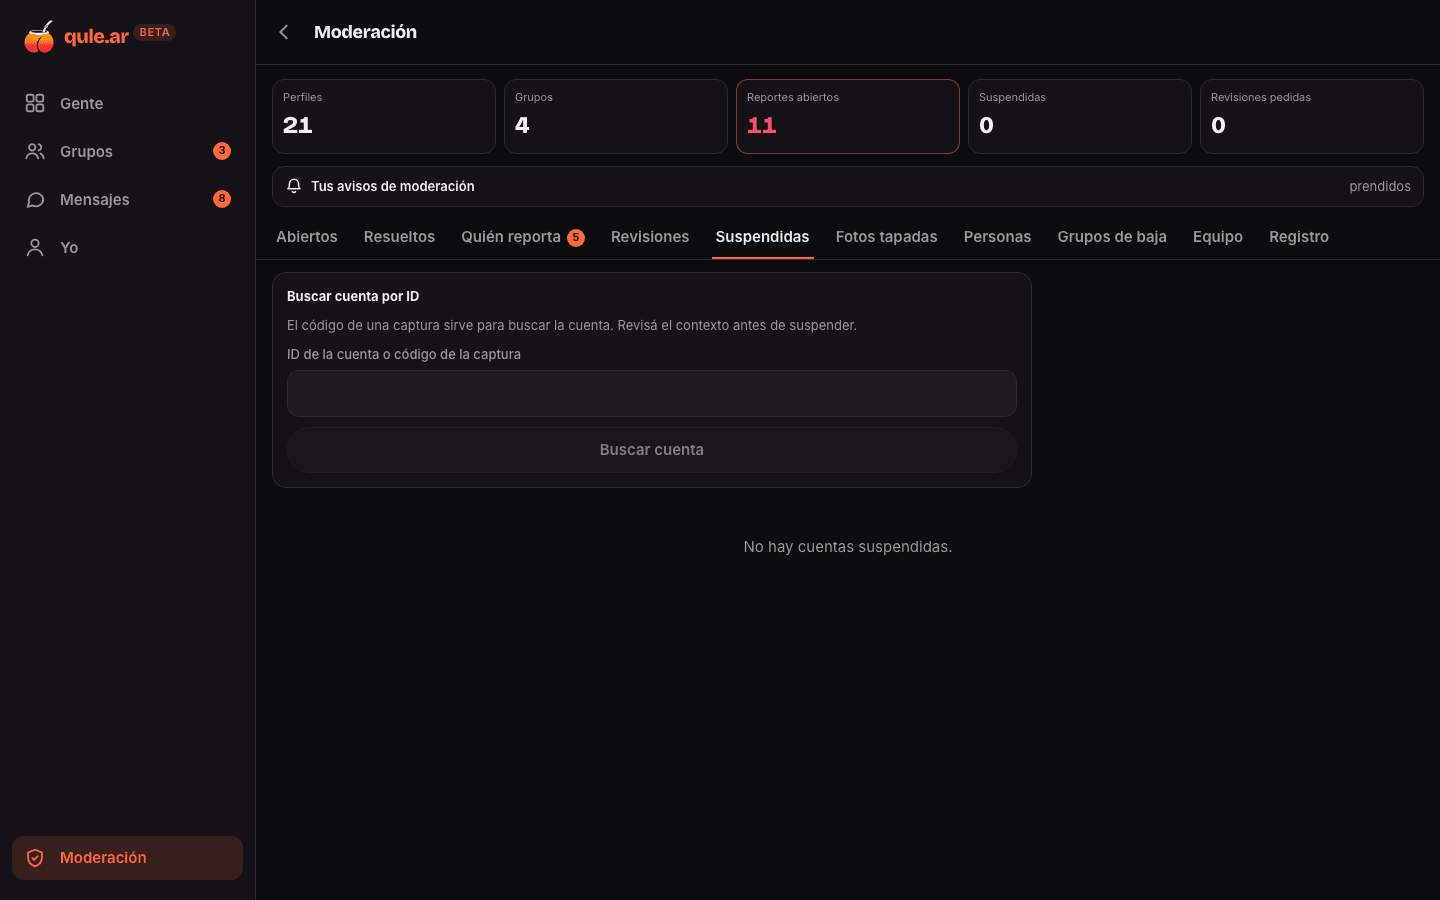 qule.ar BETA
Gente
Grupos 3
Mensajes 8
Yo
Moderación
Moderación
Perfiles
21
Grupos
4
Reportes abiertos
11
Suspendidas
0
Revisiones pedidas
0
Tus avisos de moderación prendidos
Abiertos Resueltos Quién reporta 5 Revisiones Suspendidas Fotos tapadas Personas Grupos de baja Equipo Registro
Buscar cuenta por ID
El código de una captura sirve para buscar la cuenta. Revisá el contexto antes de suspender.
ID de la cuenta o código de la captura
Buscar cuenta
No hay cuentas suspendidas.